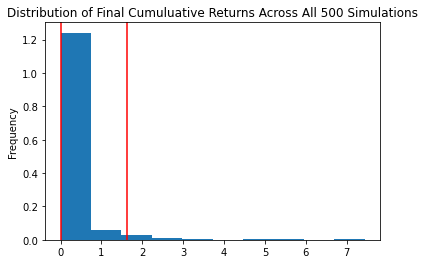 Distribution of Final Cumuluative Returns Across All 500 Simulations
Frequency
1.2
1.0
0.8
0.6
0.4
0.2
0.0
0 1 2 3 4 5 6 7